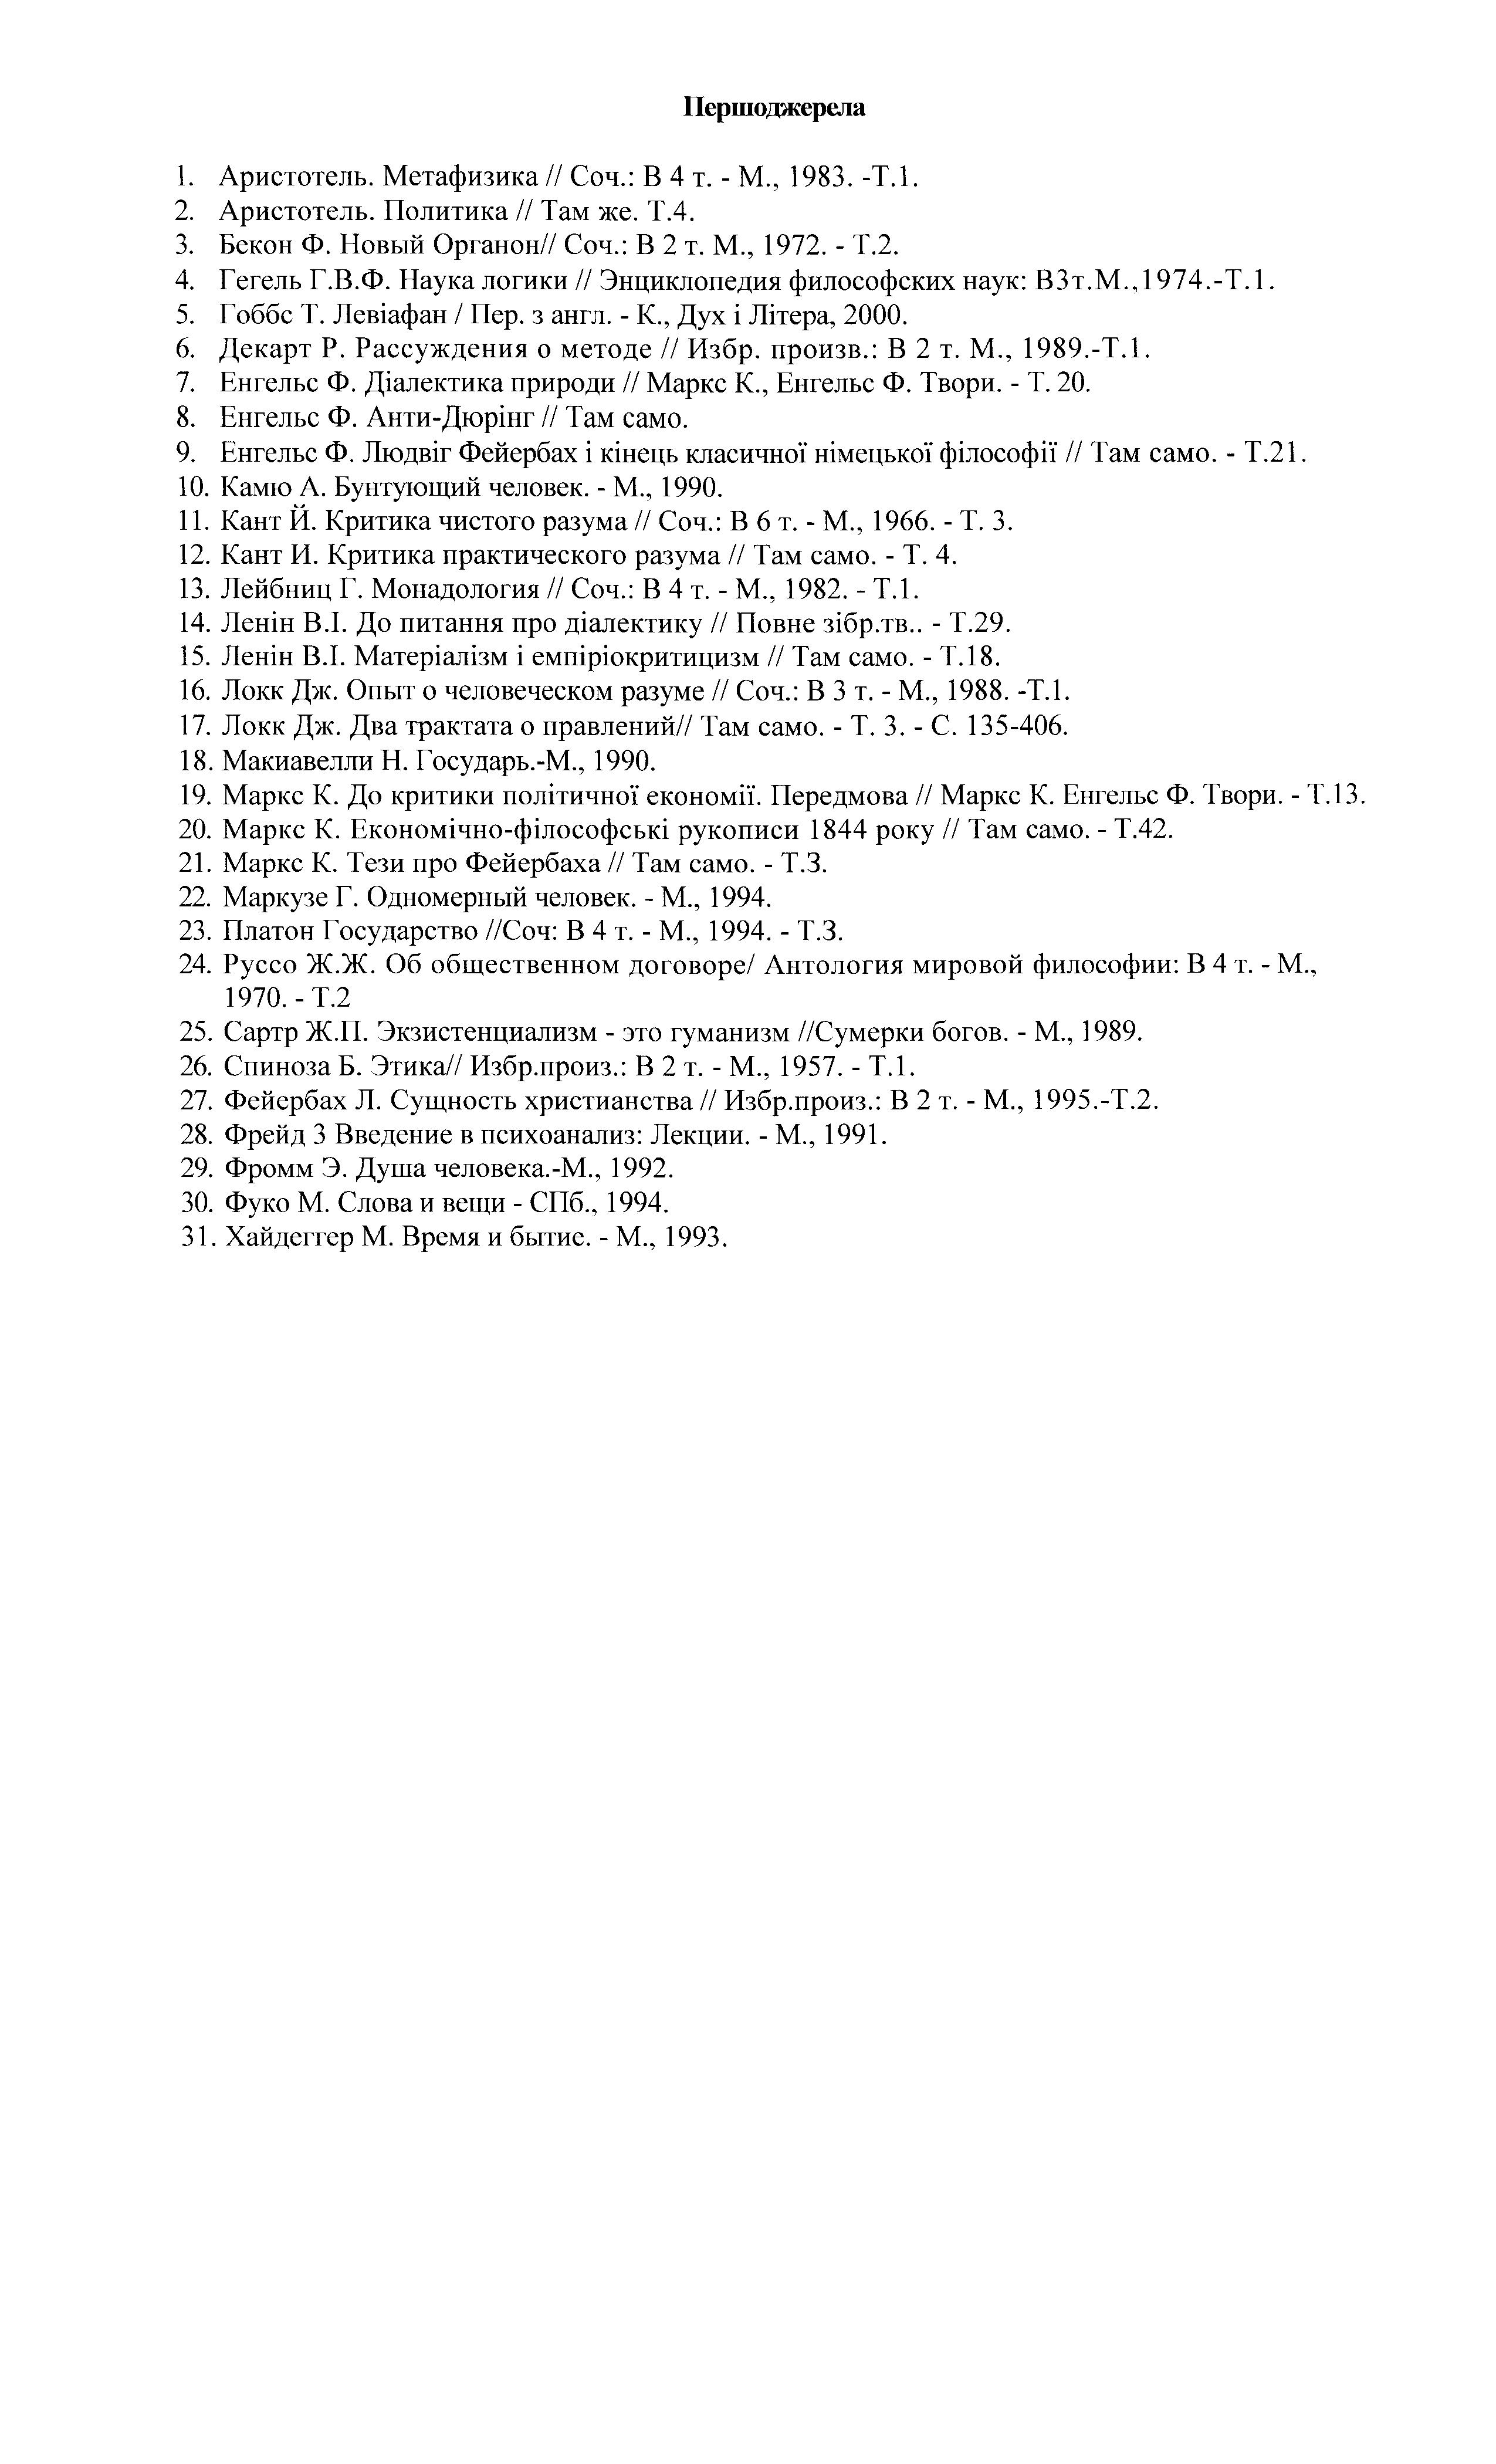 Першоджерела
1. Аристотель. Метафизика // Соч.: В 4 т. - М., 1983. -Т.1.
2. Аристотель. Политика // Там же. Т.4.
3. Бекон Ф. Новый Органон// Соч.: В 2 т. М., 1972. - Т.2.
4. Гегель Г.В.Ф. Наука логики // Энциклопедия философских наук: В3т.М.,1974.-Т.1.
5. Гоббс Т. Левіафан / Пер. з англ. - К., Дух і Літера, 2000.
6. Декарт Р. Рассуждения о методе // Избр. произв.: В 2 т. М., 1989.-Т.1.
7. Енгельс Ф. Діалектика природи // Маркс К., Енгельс Ф. Твори. - Т. 20.
8. Енгельс Ф. Анти-Дюрінг // Там само.
9. Енгельс Ф. Людвіг Фейербах і кінець класичної німецької філософії // Там само. - Т.21.
10. Камю А. Бунтующий человек. - М., 1990.
11. Кант Й. Критика чистого разума // Соч.: В 6 т. - М., 1966. - Т. 3.
12. Кант И. Критика практического разума // Там само. - Т. 4.
13. Лейбниц Г. Монадология // Соч.: В 4 т. - М., 1982. - Т.1.
14. Ленін В.І. До питання про діалектику // Повне зібр.тв.. - Т.29.
15. Ленін В.І. Матеріалізм і емпіріокритицизм // Там само. - Т.18.
16. Локк Дж. Опыт о человеческом разуме // Соч.: В 3 т. - М., 1988. -Т.1.
17. Локк Дж. Два трактата о правлений// Там само. - Т. 3. - С. 135-406.
18. Макиавелли Н. Государь.-М., 1990.
19. Маркс К. До критики політичної економії. Передмова // Маркс К. Енгельс Ф. Твори. - Т.13.
20. Маркс К. Економічно-філософські рукописи 1844 року // Там само. - Т.42.
21. Маркс К. Тези про Фейербаха // Там само. - Т.З.
22. Маркузе Г. Одномерный человек. - М., 1994.
23. Платон Государство //Соч: В 4 т. - М., 1994. - Т.З.
24. Руссо Ж.Ж. Об общественном договоре/ Антология мировой философии: В 4 т. - М.,
1970. - Т.2
25. Сартр Ж.П. Экзистенциализм - это гуманизм //Сумерки богов. - М., 1989.
26. Спиноза Б. Этика// Избр.произ.: В 2 т. - М., 1957. - Т.1.
27. Фейербах Л. Сущность христианства // Избр.произ.: В 2 т. - М., 1995.-Т.2.
28. Фрейд З Введение в психоанализ: Лекции. - М., 1991.
29. Фромм Э. Душа человека.-М., 1992.
30. Фуко М. Слова и вещи - СПб., 1994.
31. Хайдеггер М. Время и бытие. - М., 1993.